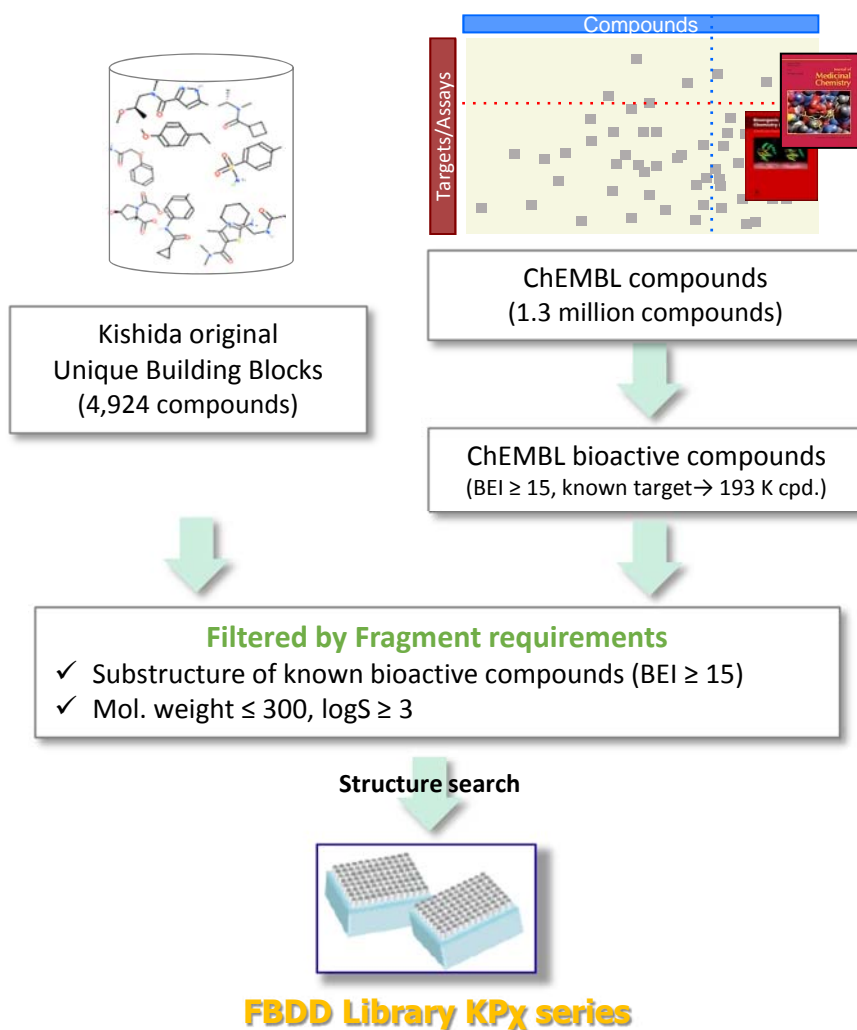 Compounds
Targets/Assays
Journal of
Medicinal
Chemistry
Kishida original
Unique Building Blocks
(4,924 compounds)
ChEMBL compounds
(1.3 million compounds)
ChEMBL bioactive compounds
(BEI ≥ 15, known target→ 193 K cpd.)
Filtered by Fragment requirements
✓ Substructure of known bioactive compounds (BEI ≥ 15)
✓ Mol. weight ≤ 300, logS ≥ 3
Structure search
FBDD Library KPχ series